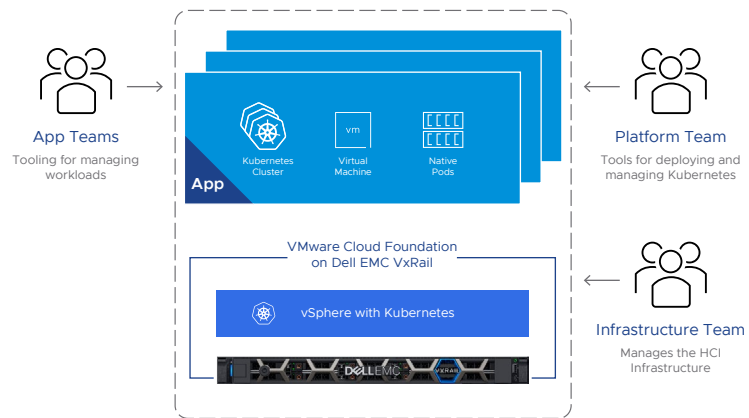 App Teams
Tooling for managing
workloads
Kubernetes
Cluster
vm
Virtual
Machine
Native
Pods
App
Platform Team
Tools for deploying and
managing Kubernetes
VMware Cloud Foundation
on Dell EMC VxRail
vSphere with Kubernetes
DELLEMC
VXRAIL
Infrastructure Team
Manages the HCI
Infrastructure